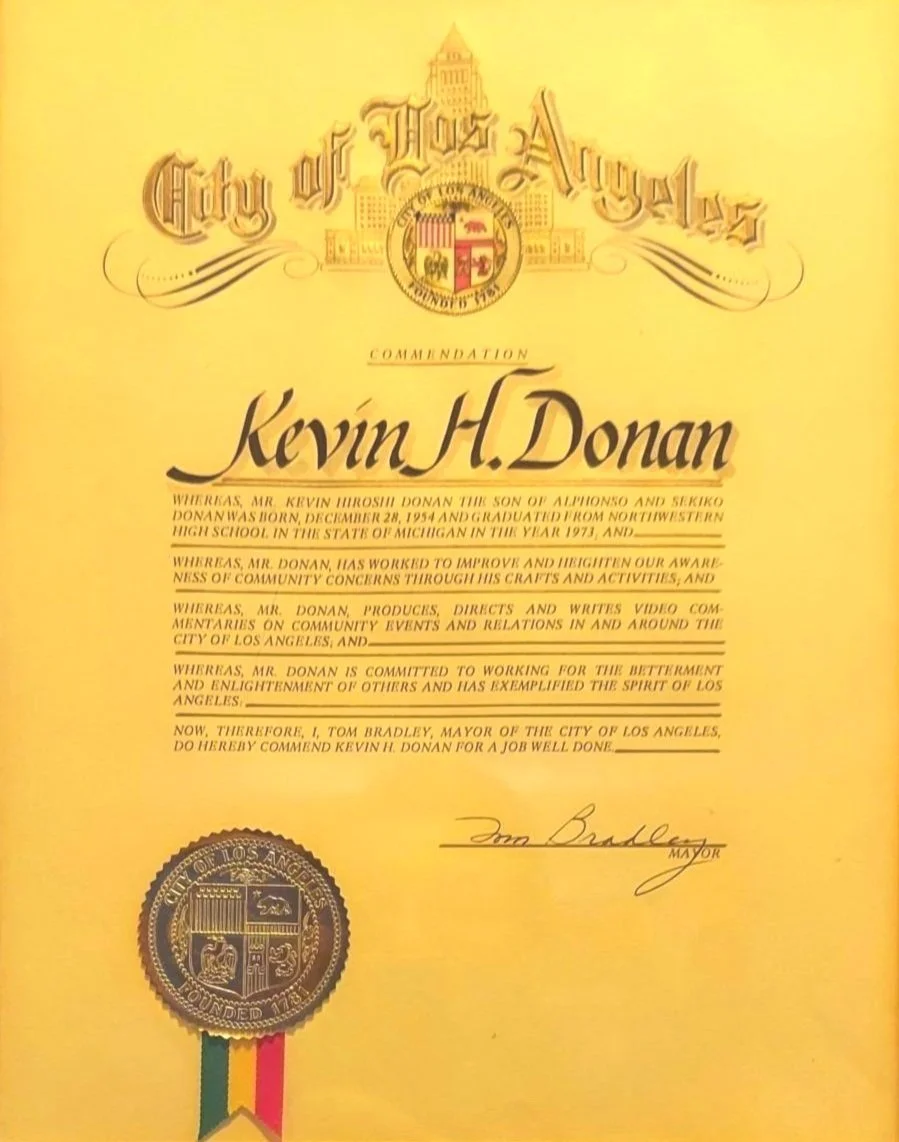 City of Los Angeles
CITY OF LOS ANGELES
FOUNDED 1781
COMMENDATION
Kevin H. Donan
WHEREAS, MR. KEVIN HIROSHI DONAN THE SON OF ALPHONSO AND SEKIKO
DONAN WAS BORN, DECEMBER 28, 1954 AND GRADUATED FROM NORTHWESTERN
HIGH SCHOOL IN THE STATE OF MICHIGAN IN THE YEAR 1973, AND
WHEREAS, MR. DONAN, HAS WORKED TO IMPROVE AND HEIGHTEN OUR AWARE-
NESS OF COMMUNITY CONCERNS THROUGH HIS CRAFTS AND ACTIVITIES; AND
WHEREAS, MR. DONAN, PRODUCES, DIRECTS AND WRITES VIDEO COM-
MENTARIES ON COMMUNITY EVENTS AND RELATIONS IN AND AROUND THE
CITY OF LOS ANGELES; AND
WHEREAS, MR. DONAN IS COMMITTED TO WORKING FOR THE BETTERMENT
AND ENLIGHTENMENT OF OTHERS AND HAS EXEMPLIFIED THE SPIRIT OF LOS
ANGELES:
NOW, THEREFORE, I, TOM BRADLEY, MAYOR OF THE CITY OF LOS ANGELES,
DO HEREBY COMMEND KEVIN H. DONAN FOR A JOB WELL DONE.
Tom Bradley
MAYOR
CITY OF LOS ANGELES
FOUNDED 1781